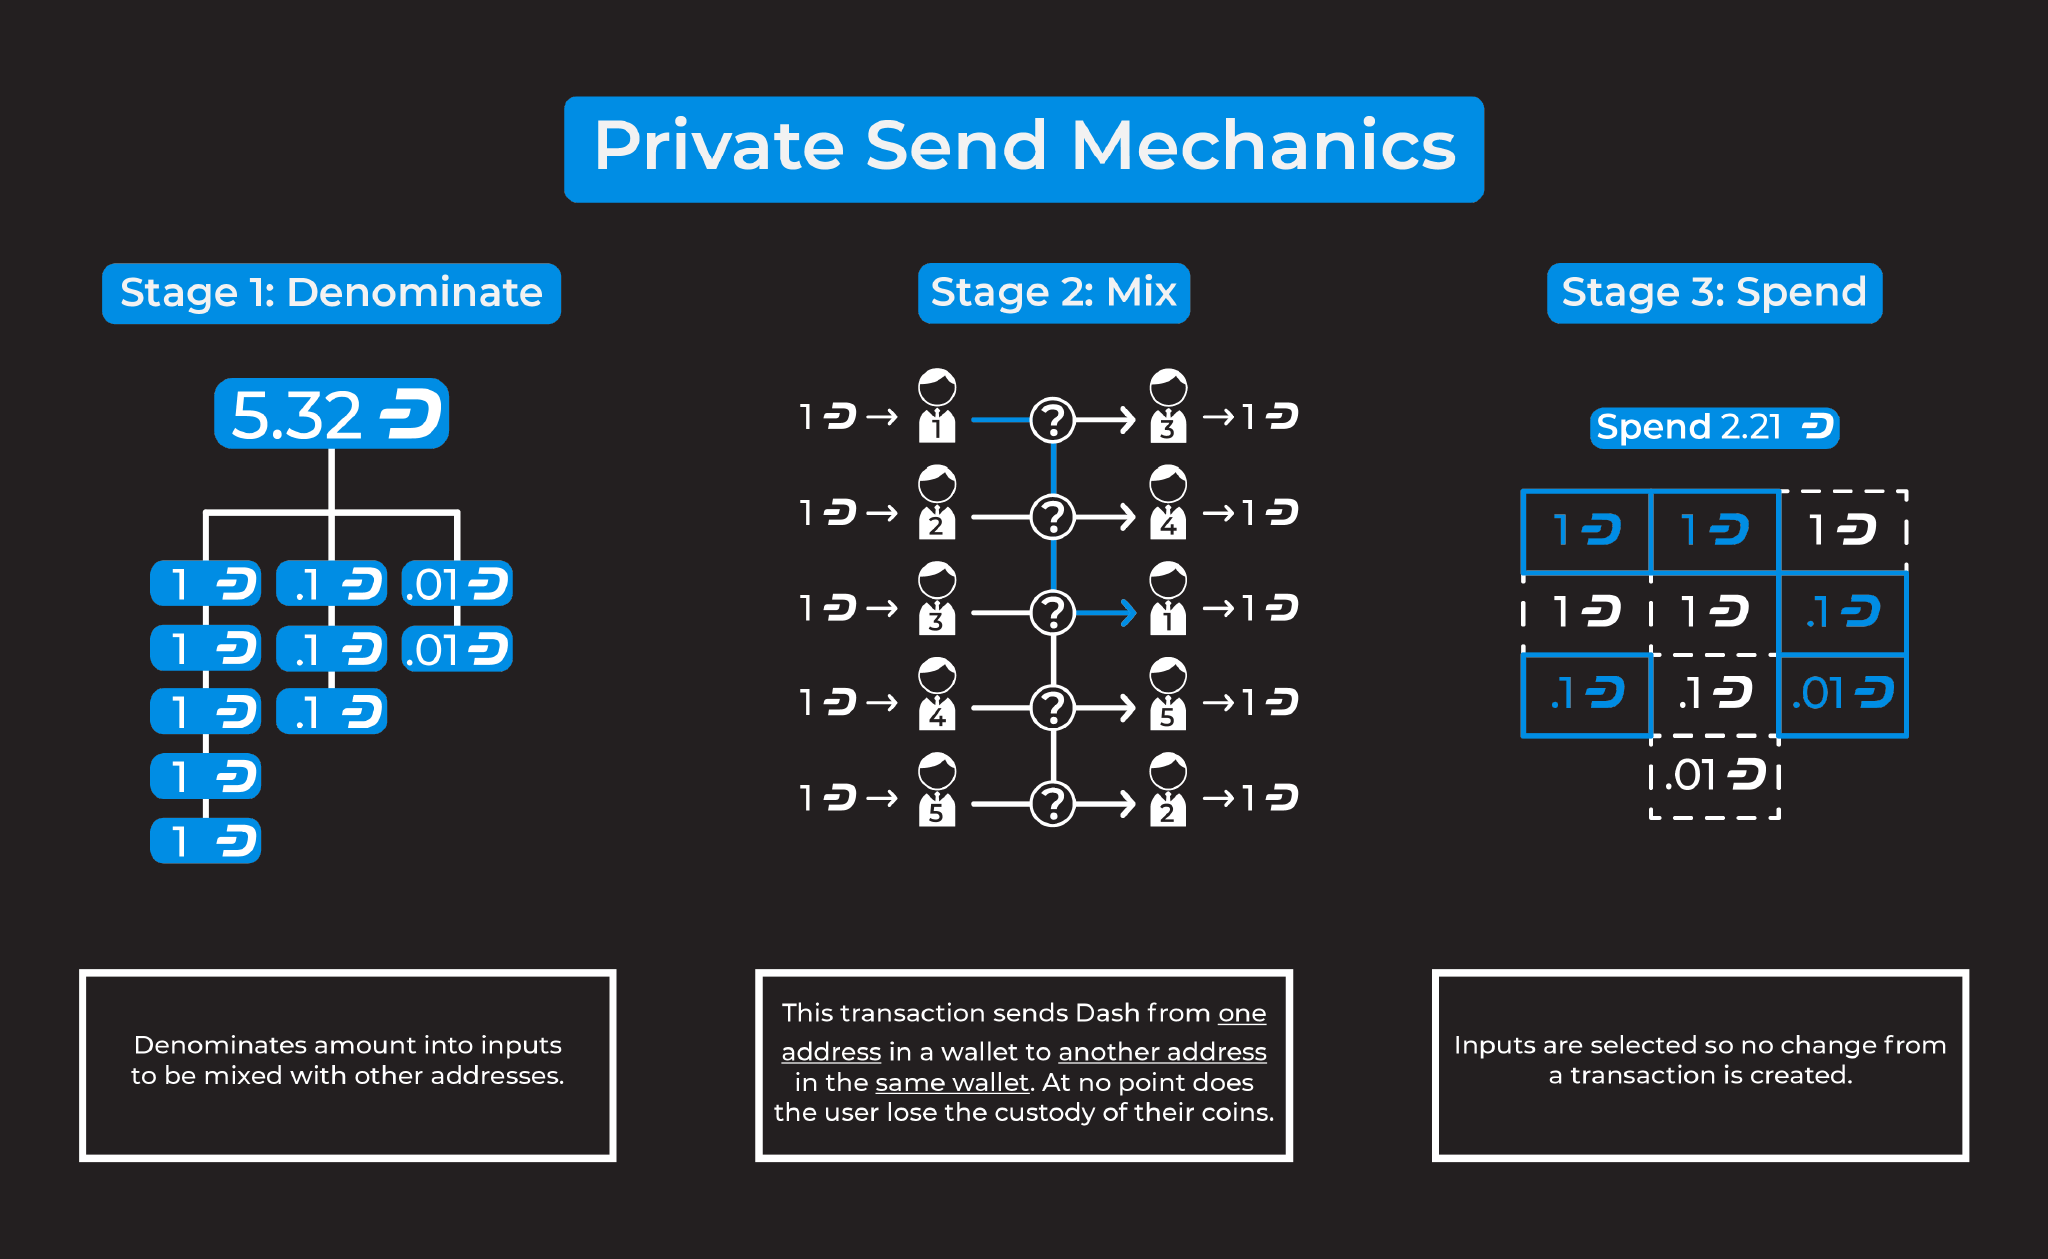 Private Send Mechanics
Stage 1: Denominate
5.32
1 .1 .01
1 .1 .01
1 .1
1
1
Denominates amount into inputs
to be mixed with other addresses.
Stage 2: Mix
1 1 ? 3 1
1 2 ? 4 1
1 3 ? 1 1
1 4 ? 5 1
1 5 ? 2 1
This transaction sends Dash from one
address in a wallet to another address
in the same wallet. At no point does
the user lose the custody of their coins.
Stage 3: Spend
Spend 2.21
1 1 1
1 1 .1
.1 .1 .01
.01
Inputs are selected so no change from
a transaction is created.